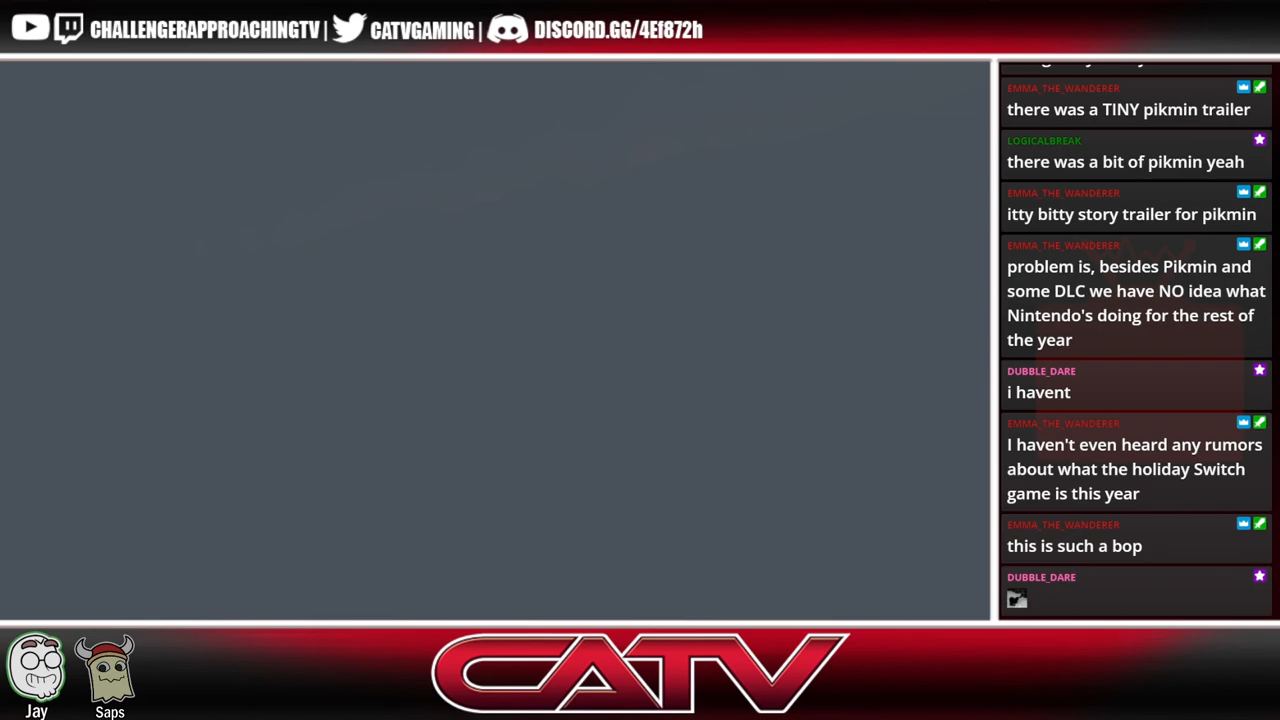 CHALLENGERAPPROACHINGTV | CATVGAMING | DISCORD.GG/4Ef872h
EMMA_THE_WANDERER
there was a TINY pikmin trailer
LOGICALBREAK
there was a bit of pikmin yeah
EMMA_THE_WANDERER
itty bitty story trailer for pikmin
EMMA_THE_WANDERER
problem is, besides Pikmin and
some DLC we have NO idea what
Nintendo's doing for the rest of
the year
DUBBLE_DARE
i havent
EMMA_THE_WANDERER
I haven't even heard any rumors
about what the holiday Switch
game is this year
EMMA_THE_WANDERER
this is such a bop
DUBBLE_DARE
CATV
Jay
Saps